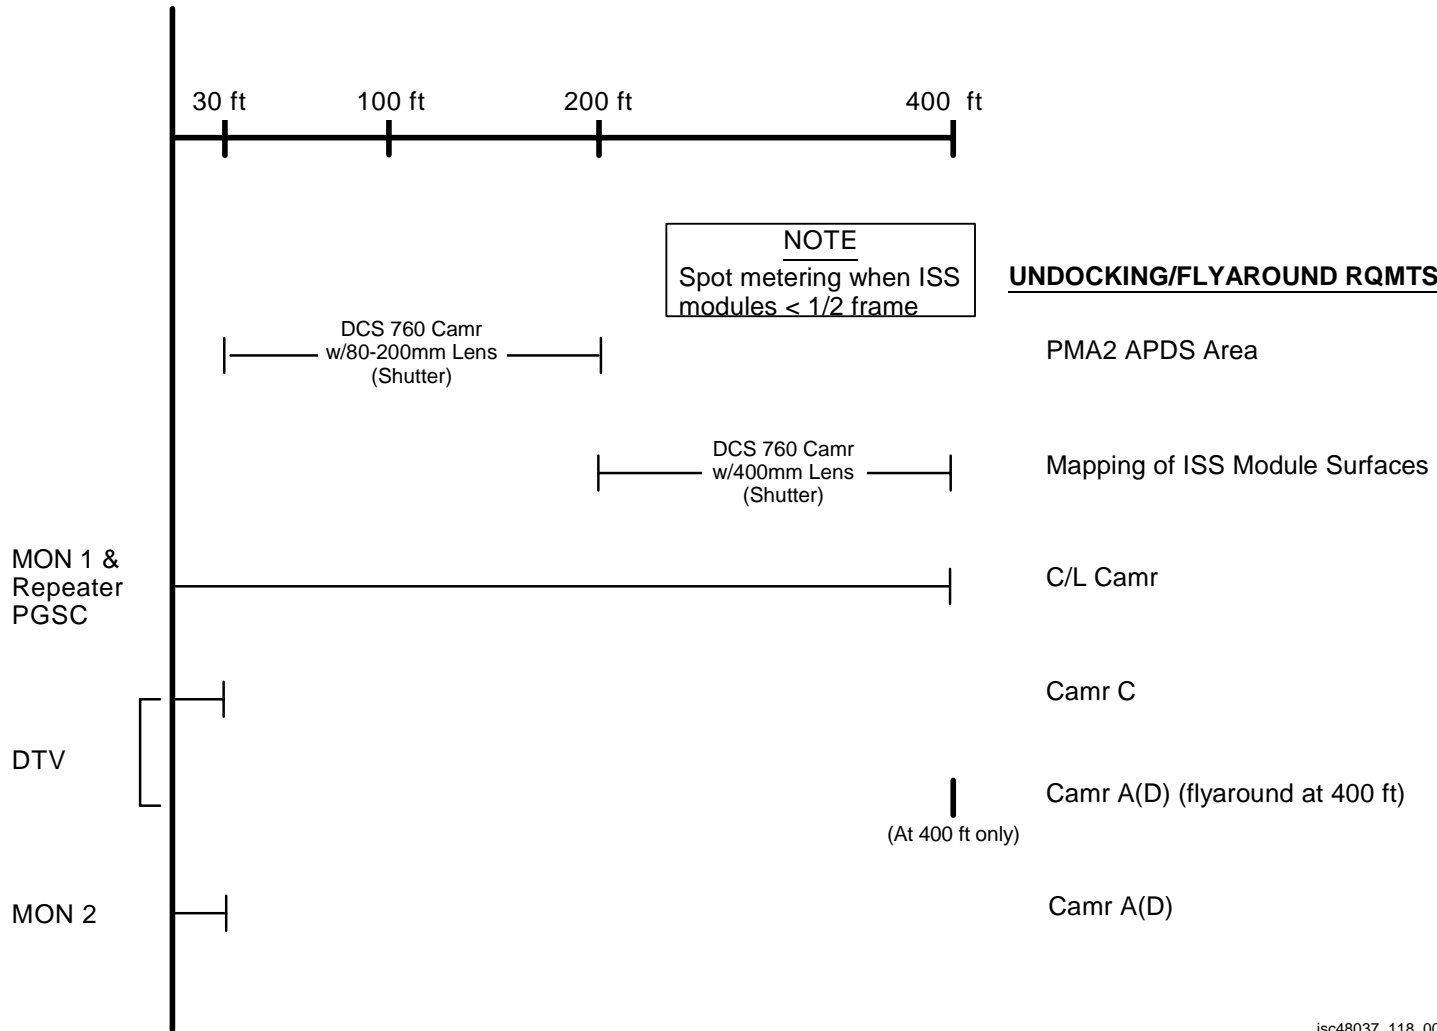 30 ft 100 ft 200 ft 400 ft
NOTE
Spot metering when ISS
modules < 1/2 frame
UNDOCKING/FLYAROUND RQMTS
DCS 760 Camr
w/80-200mm Lens
(Shutter)
PMA2 APDS Area
DCS 760 Camr
w/400mm Lens
(Shutter)
Mapping of ISS Module Surfaces
MON 1 &
Repeater
PGSC
C/L Camr
Camr C
DTV
Camr A(D) (flyaround at 400 ft)
(At 400 ft only)
MON 2
Camr A(D)
jsc48037_118_00